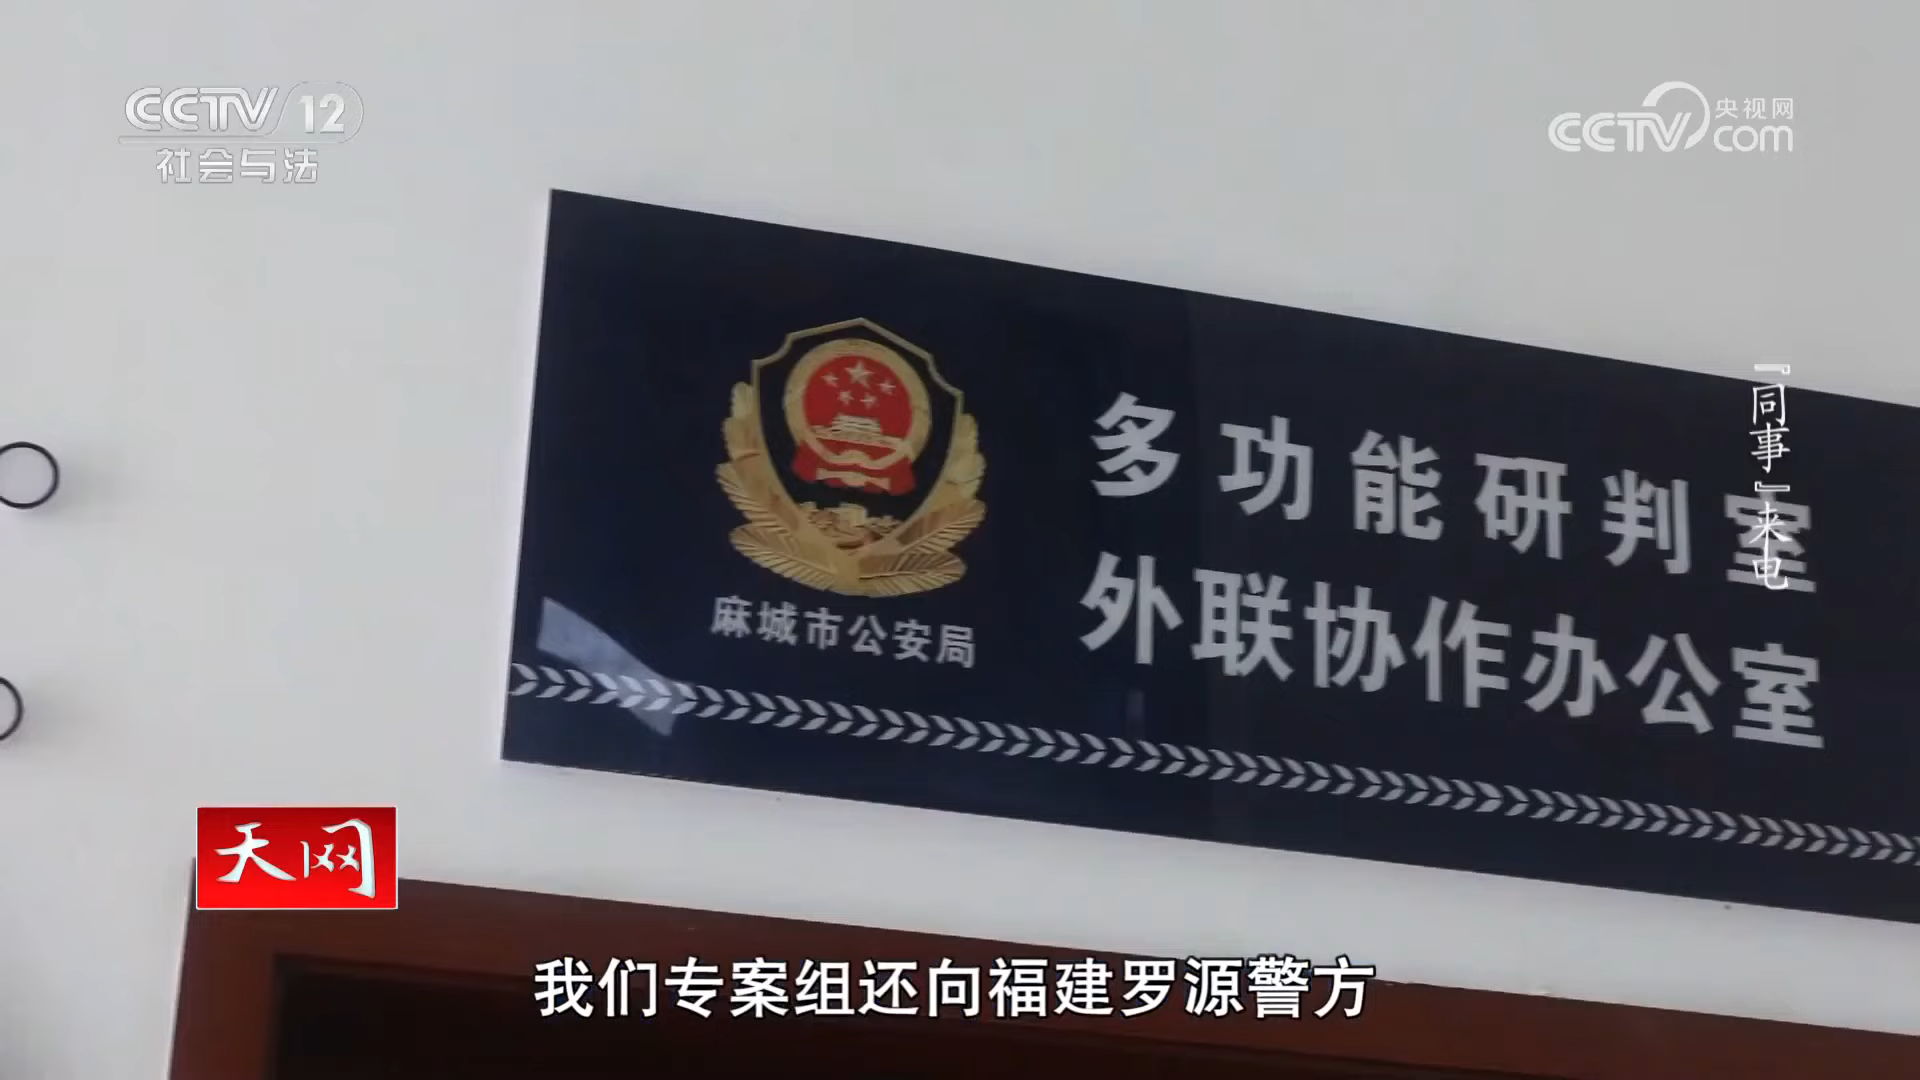 CCTV 12
社会与法
央视网
CCTV com
多功能研判室
外联协作办公室
麻城市公安局
『同事』来电
天网
我们专案组还向福建罗源警方